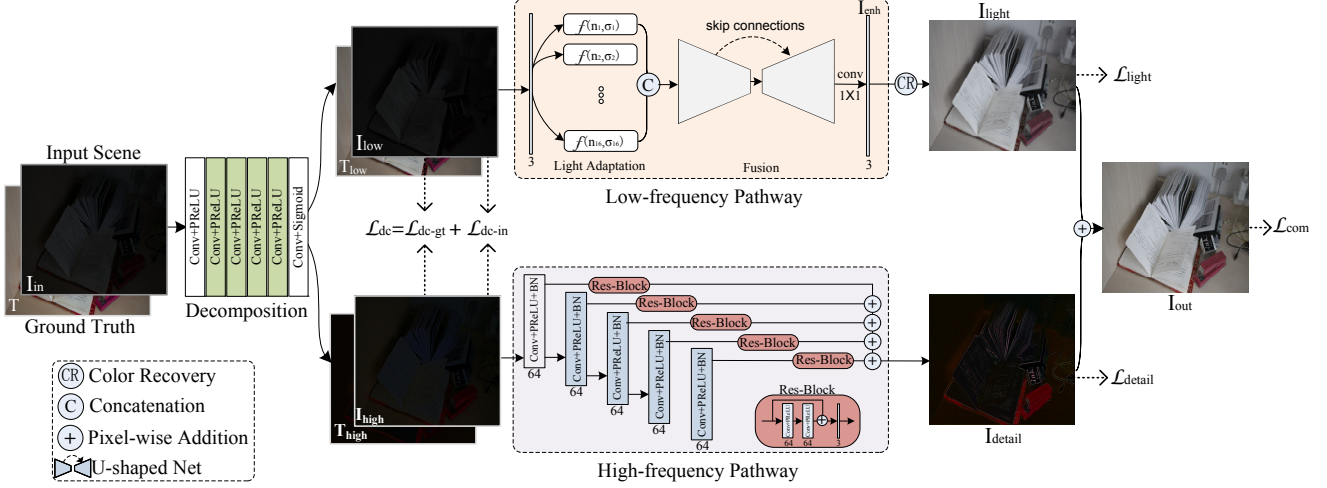 Input Scene
I_in
T
Ground Truth
Conv+PReLU
Conv+PReLU
Conv+PReLU
Conv+PReLU
Conv+PReLU
Conv+Sigmoid
Decomposition
CR Color Recovery
C Concatenation
+ Pixel-wise Addition
U-shaped Net
I_low
T_low
ℒ_dc=ℒ_dc-gt + ℒ_dc-in
I_high
T_high
3
f(n₁,σ₁)
f(n₂,σ₂)
f(n₁₆,σ₁₆)
Light Adaptation
C
skip connections
Fusion
conv
1X1
I_enh
3
Low-frequency Pathway
CR
I_light
ℒ_light
+
I_out
ℒ_com
Conv+PReLU+BN
64
Conv+PReLU+BN
64
Conv+PReLU+BN
64
Conv+PReLU+BN
64
Conv+PReLU+BN
64
Res-Block
Res-Block
Res-Block
Res-Block
Res-Block
+
+
+
+
Res-Block
Conv+PReLU
64
Conv+PReLU
64
+
3
High-frequency Pathway
I_detail
ℒ_detail